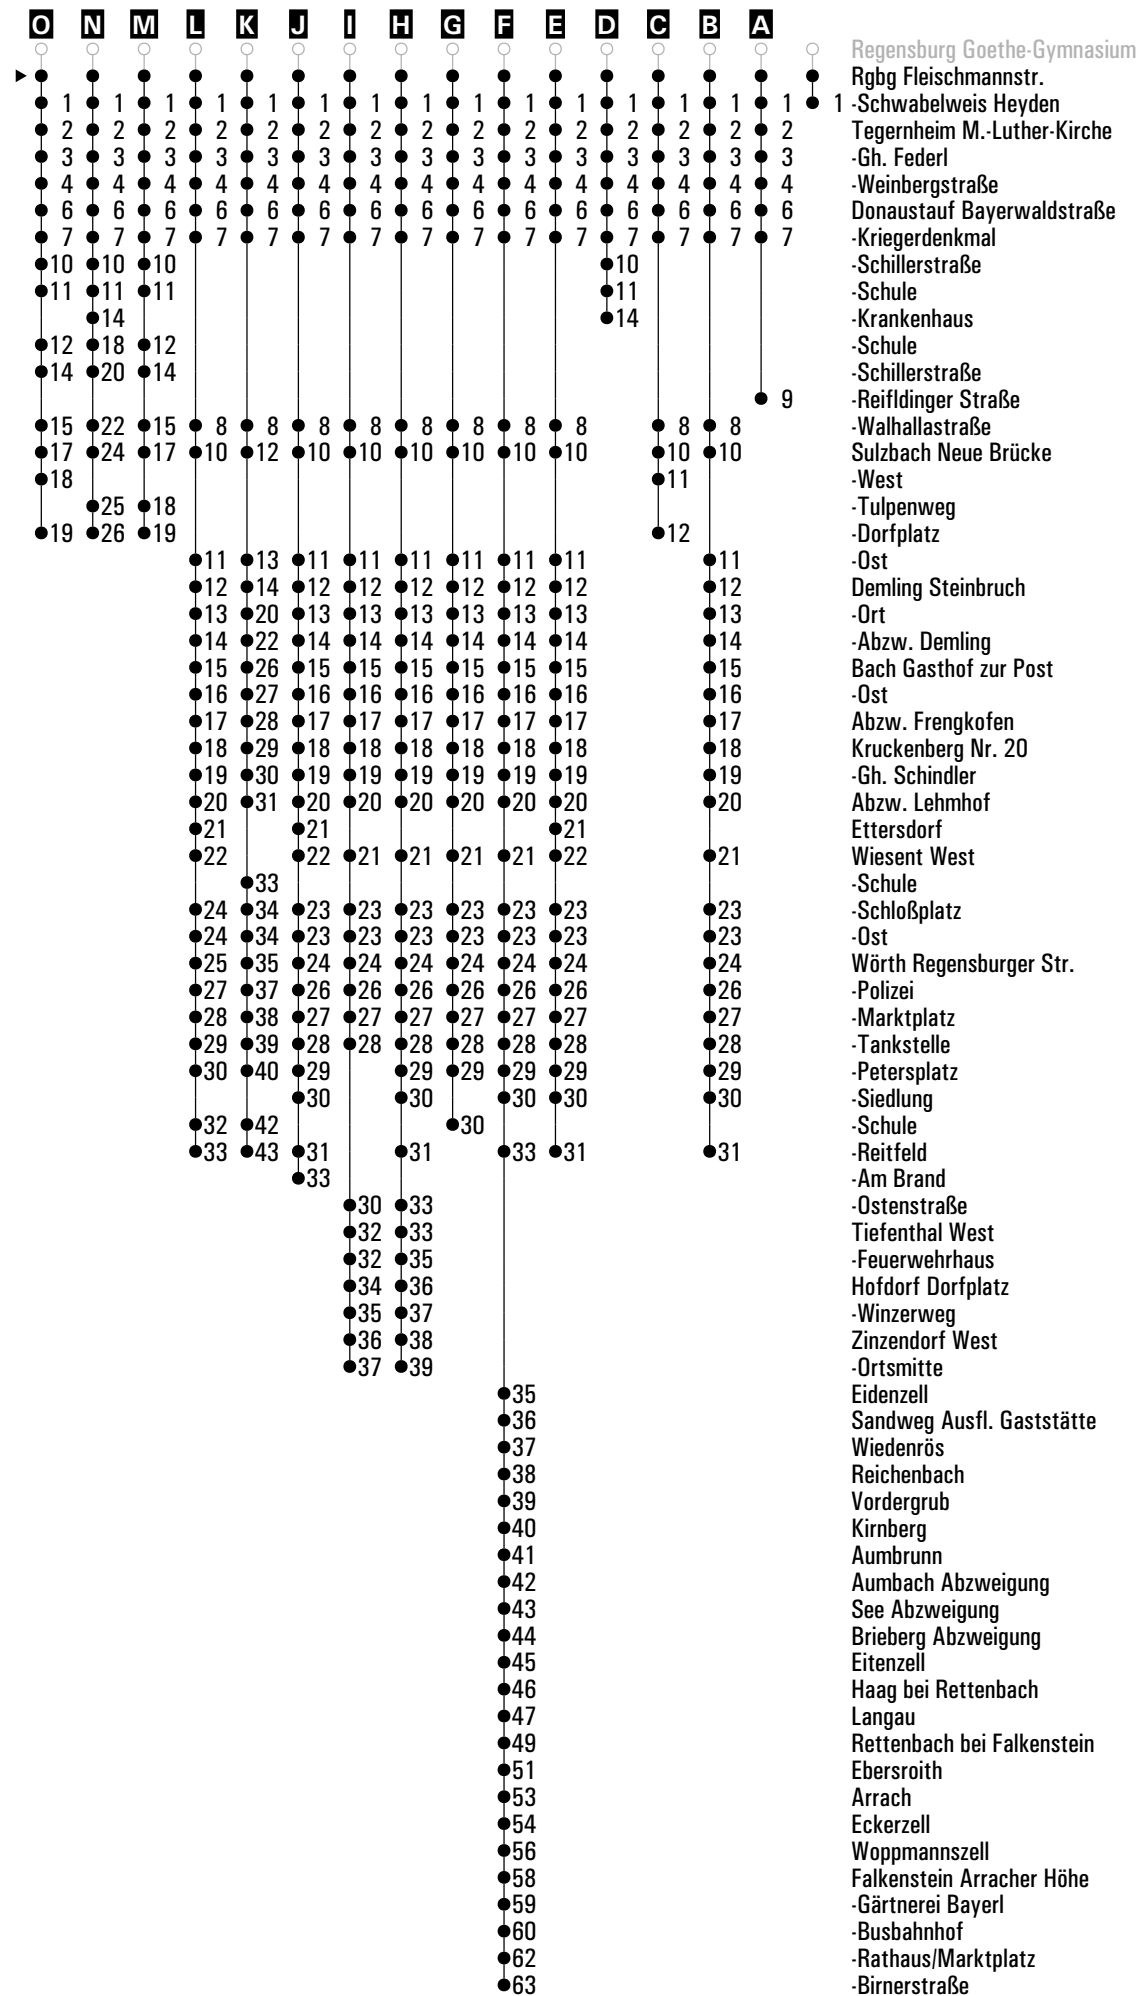 O N M L K J I H G F E D C B A
Regensburg Goethe-Gymnasium
Rgbg Fleischmannstr.
1 1 1 1 1 1 1 1 1 1 1 1 1 1 1 1 -Schwabelweis Heyden
2 2 2 2 2 2 2 2 2 2 2 2 2 2 2 Tegernheim M.-Luther-Kirche
3 3 3 3 3 3 3 3 3 3 3 3 3 3 3 -Gh. Federl
4 4 4 4 4 4 4 4 4 4 4 4 4 4 4 -Weinbergstraße
6 6 6 6 6 6 6 6 6 6 6 6 6 6 6 Donaustauf Bayerwaldstraße
7 7 7 7 7 7 7 7 7 7 7 7 7 7 7 -Kriegerdenkmal
10 10 10 10 -Schillerstraße
11 11 11 11 -Schule
14 14 -Krankenhaus
12 18 12 -Schule
14 20 14 -Schillerstraße
9 -Reifldinger Straße
15 22 15 8 8 8 8 8 8 8 8 8 8 -Walhallastraße
17 24 17 10 12 10 10 10 10 10 10 10 10 Sulzbach Neue Brücke
18 11 -West
25 18 -Tulpenweg
19 26 19 12 -Dorfplatz
11 13 11 11 11 11 11 11 11 -Ost
12 14 12 12 12 12 12 12 12 Demling Steinbruch
13 20 13 13 13 13 13 13 13 -Ort
14 22 14 14 14 14 14 14 14 -Abzw. Demling
15 26 15 15 15 15 15 15 15 Bach Gasthof zur Post
16 27 16 16 16 16 16 16 16 -Ost
17 28 17 17 17 17 17 17 17 Abzw. Frengkofen
18 29 18 18 18 18 18 18 18 Kruckenberg Nr. 20
19 30 19 19 19 19 19 19 19 -Gh. Schindler
20 31 20 20 20 20 20 20 20 Abzw. Lehmhof
21 21 21 Ettersdorf
22 22 21 21 21 21 22 21 Wiesent West
33 -Schule
24 34 23 23 23 23 23 23 23 -Schloßplatz
24 34 23 23 23 23 23 23 23 -Ost
25 35 24 24 24 24 24 24 24 Wörth Regensburger Str.
27 37 26 26 26 26 26 26 26 -Polizei
28 38 27 27 27 27 27 27 27 -Marktplatz
29 39 28 28 28 28 28 28 28 -Tankstelle
30 40 29 29 29 29 29 29 -Petersplatz
30 30 30 30 30 -Siedlung
32 42 30 -Schule
33 43 31 31 33 31 31 -Reitfeld
33 -Am Brand
30 33 -Ostenstraße
32 33 Tiefenthal West
32 35 -Feuerwehrhaus
34 36 Hofdorf Dorfplatz
35 37 -Winzerweg
36 38 Zinzendorf West
37 39 -Ortsmitte
35 Eidenzell
36 Sandweg Ausfl. Gaststätte
37 Wiedenrös
38 Reichenbach
39 Vordergrub
40 Kirnberg
41 Aumbrunn
42 Aumbach Abzweigung
43 See Abzweigung
44 Brieberg Abzweigung
45 Eitenzell
46 Haag bei Rettenbach
47 Langau
49 Rettenbach bei Falkenstein
51 Ebersroith
53 Arrach
54 Eckerzell
56 Woppmannszell
58 Falkenstein Arracher Höhe
59 -Gärtnerei Bayerl
60 -Busbahnhof
62 -Rathaus/Marktplatz
63 -Birnerstraße